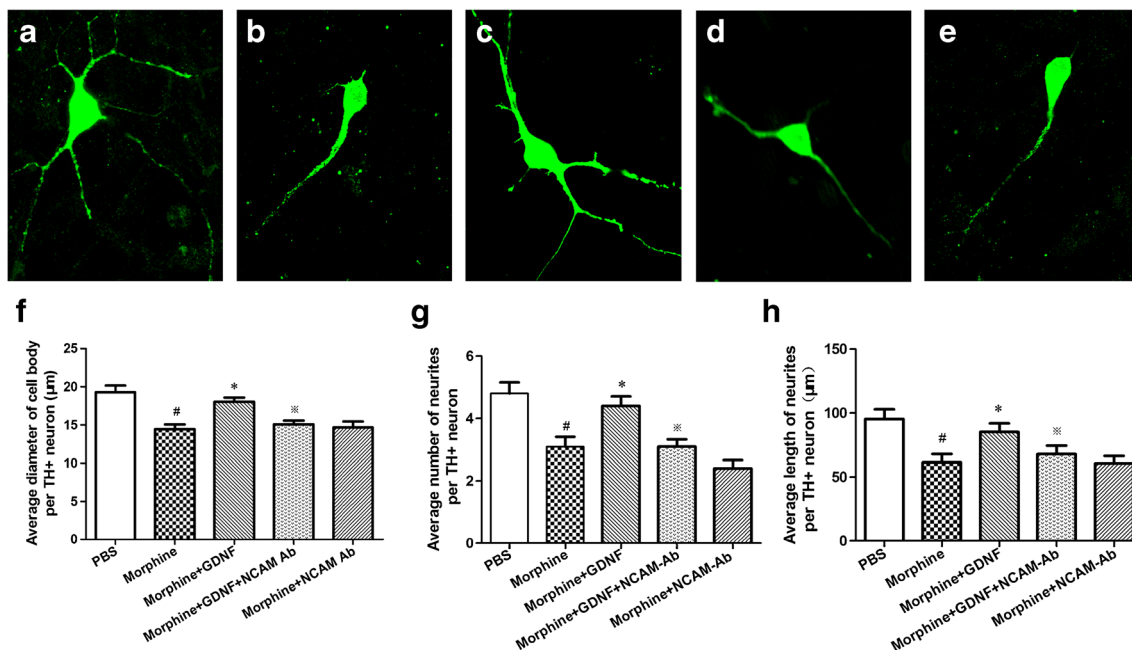 a
b
c
d
e
f
g
h
Average diameter of cell body
per TH+ neuron (μm)
25
20
15
10
5
0
#
*
※
PBS
Morphine
Morphine+GDNF
Morphine+GDNF+NCAM Ab
Morphine+NCAM Ab
Average number of neurites
per TH+ neuron
6
4
2
0
#
*
※
PBS
Morphine
Morphine+GDNF
Morphine+GDNF+NCAM-Ab
Morphine+NCAM-Ab
Average length of neurites
per TH+ neuron (μm)
150
100
50
0
#
*
※
PBS
Morphine
Morphine+GDNF
Morphine+GDNF+NCAM-Ab
Morphine+NCAM-Ab